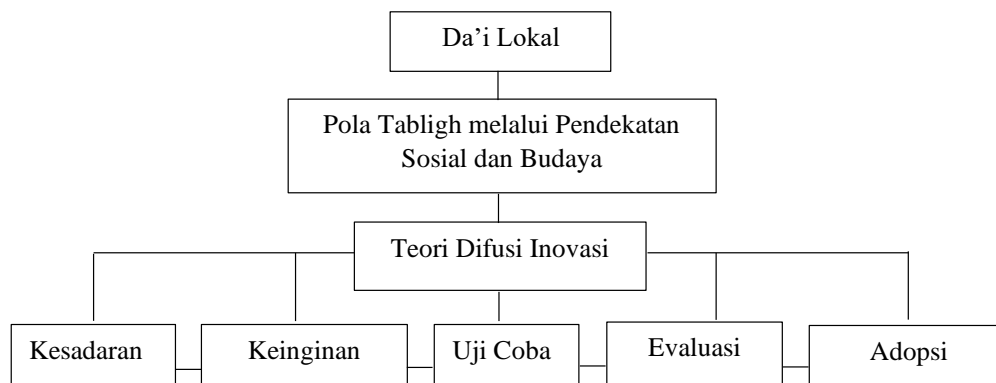 Da’i Lokal
Pola Tabligh melalui Pendekatan
Sosial dan Budaya
Teori Difusi Inovasi
Kesadaran
Keinginan
Uji Coba
Evaluasi
Adopsi